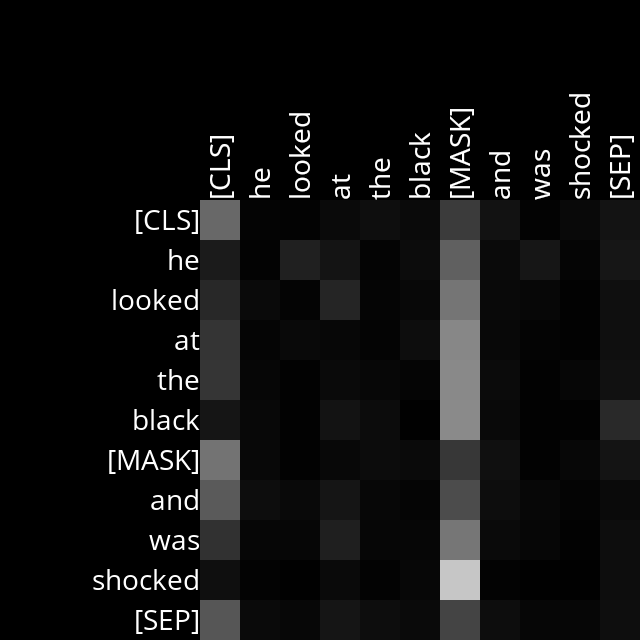 [CLS]
he
looked
at
the
black
[MASK]
and
was
shocked
[SEP]
[CLS]
he
looked
at
the
black
[MASK]
and
was
shocked
[SEP]